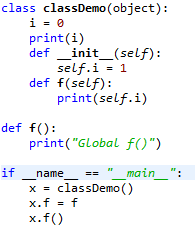 class classDemo(object):
    i = 0
    print(i)
    def __init__(self):
        self.i = 1
    def f(self):
        print(self.i)

def f():
    print("Global f()")

if __name__ == "__main__":
    x = classDemo()
    x.f = f
    x.f()